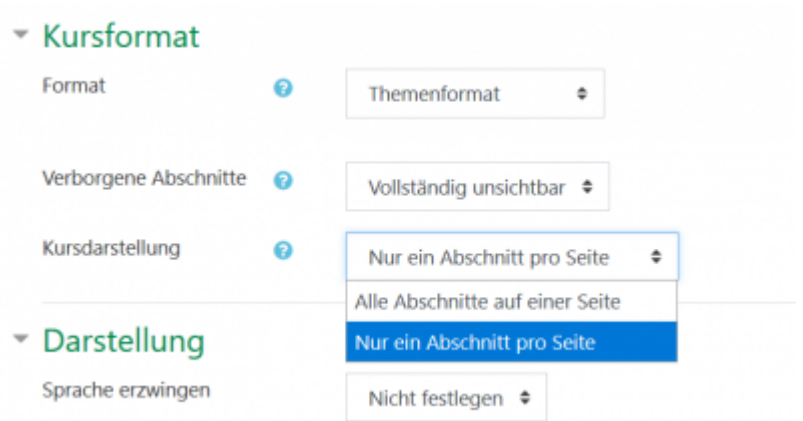 Kursformat
Format
Themenformat
Verborgene Abschnitte
Vollständig unsichtbar
Kursdarstellung
Nur ein Abschnitt pro Seite
Alle Abschnitte auf einer Seite
Nur ein Abschnitt pro Seite
Darstellung
Sprache erzwingen
Nicht festlegen